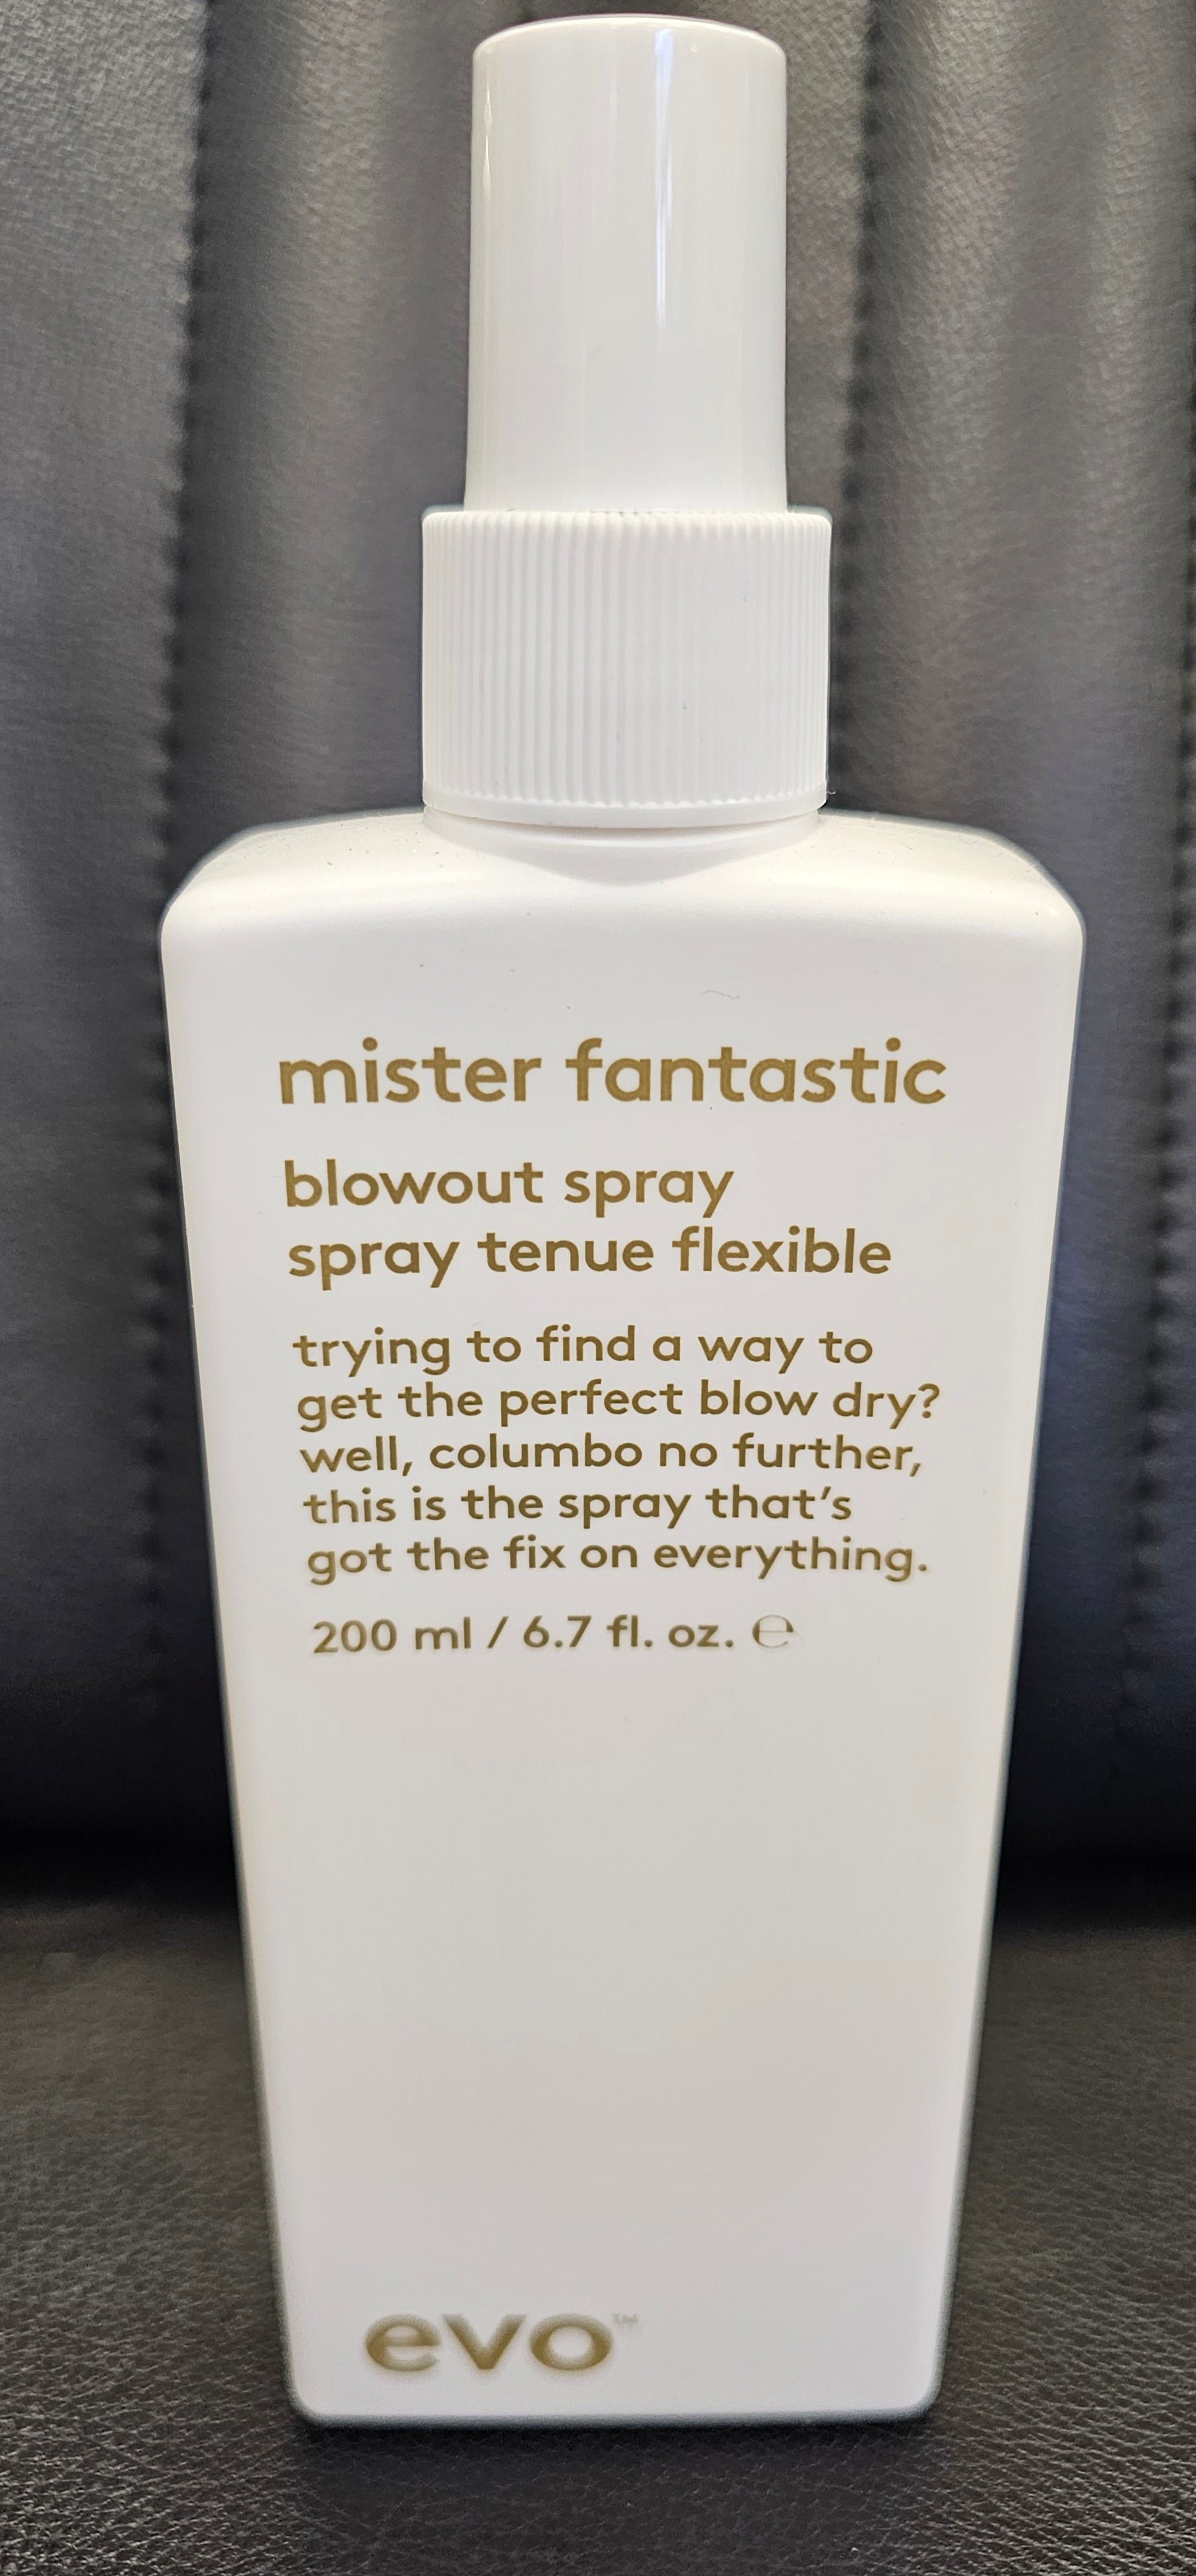 mister fantastic
blowout spray
spray tenue flexible
trying to find a way to
get the perfect blow dry?
well, columbo no further,
this is the spray that's
got the fix on everything.
200 ml / 6.7 fl. oz. ℮
evo™